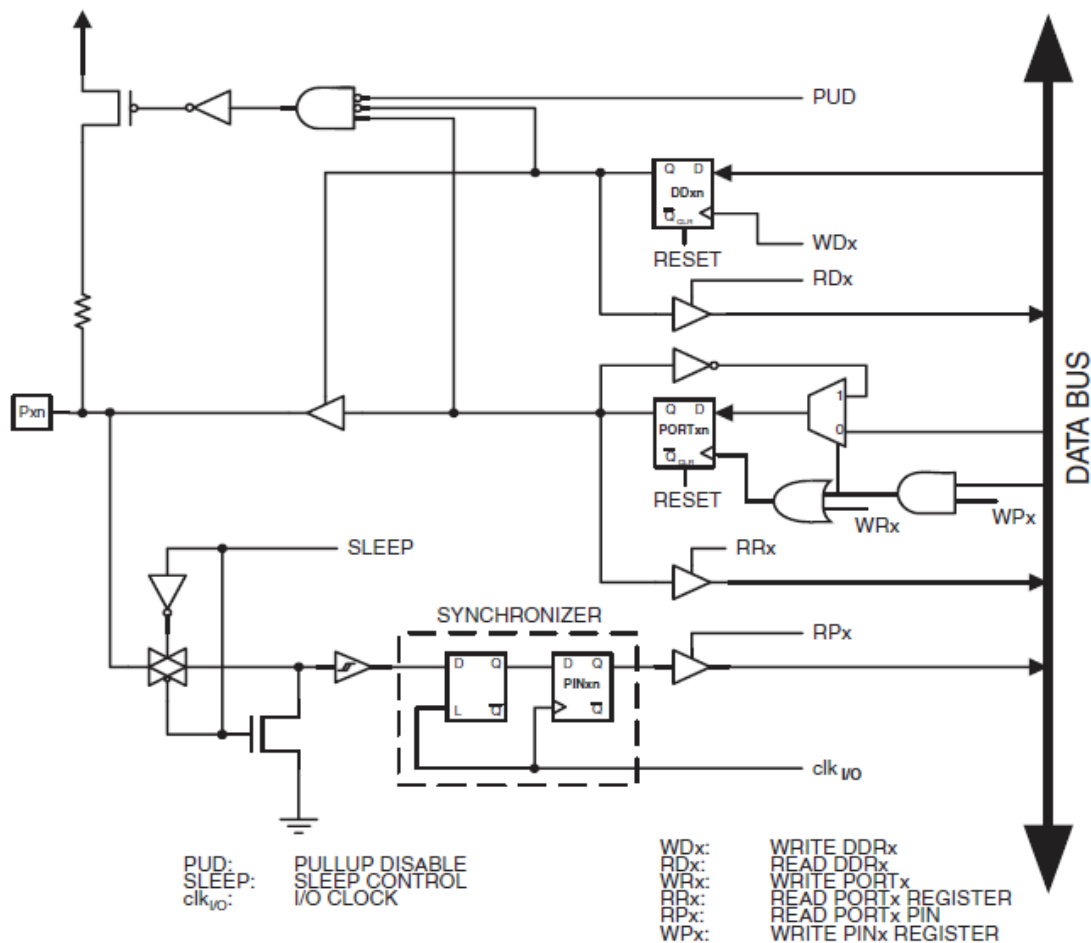 PUD
Q D
DDxn
Q CLR
WDx
RESET
RDx
Pxn
1
Q D
PORTxn
0
Q CLR
RESET
WRx
WPx
DATA BUS
SLEEP
RRx
SYNCHRONIZER
RPx
D Q
D Q
PINxn
L Q
Q
clk I/O
PUD: PULLUP DISABLE
SLEEP: SLEEP CONTROL
clkI/O: I/O CLOCK
WDx: WRITE DDRx
RDx: READ DDRx
WRx: WRITE PORTx
RRx: READ PORTx REGISTER
RPx: READ PORTx PIN
WPx: WRITE PINx REGISTER